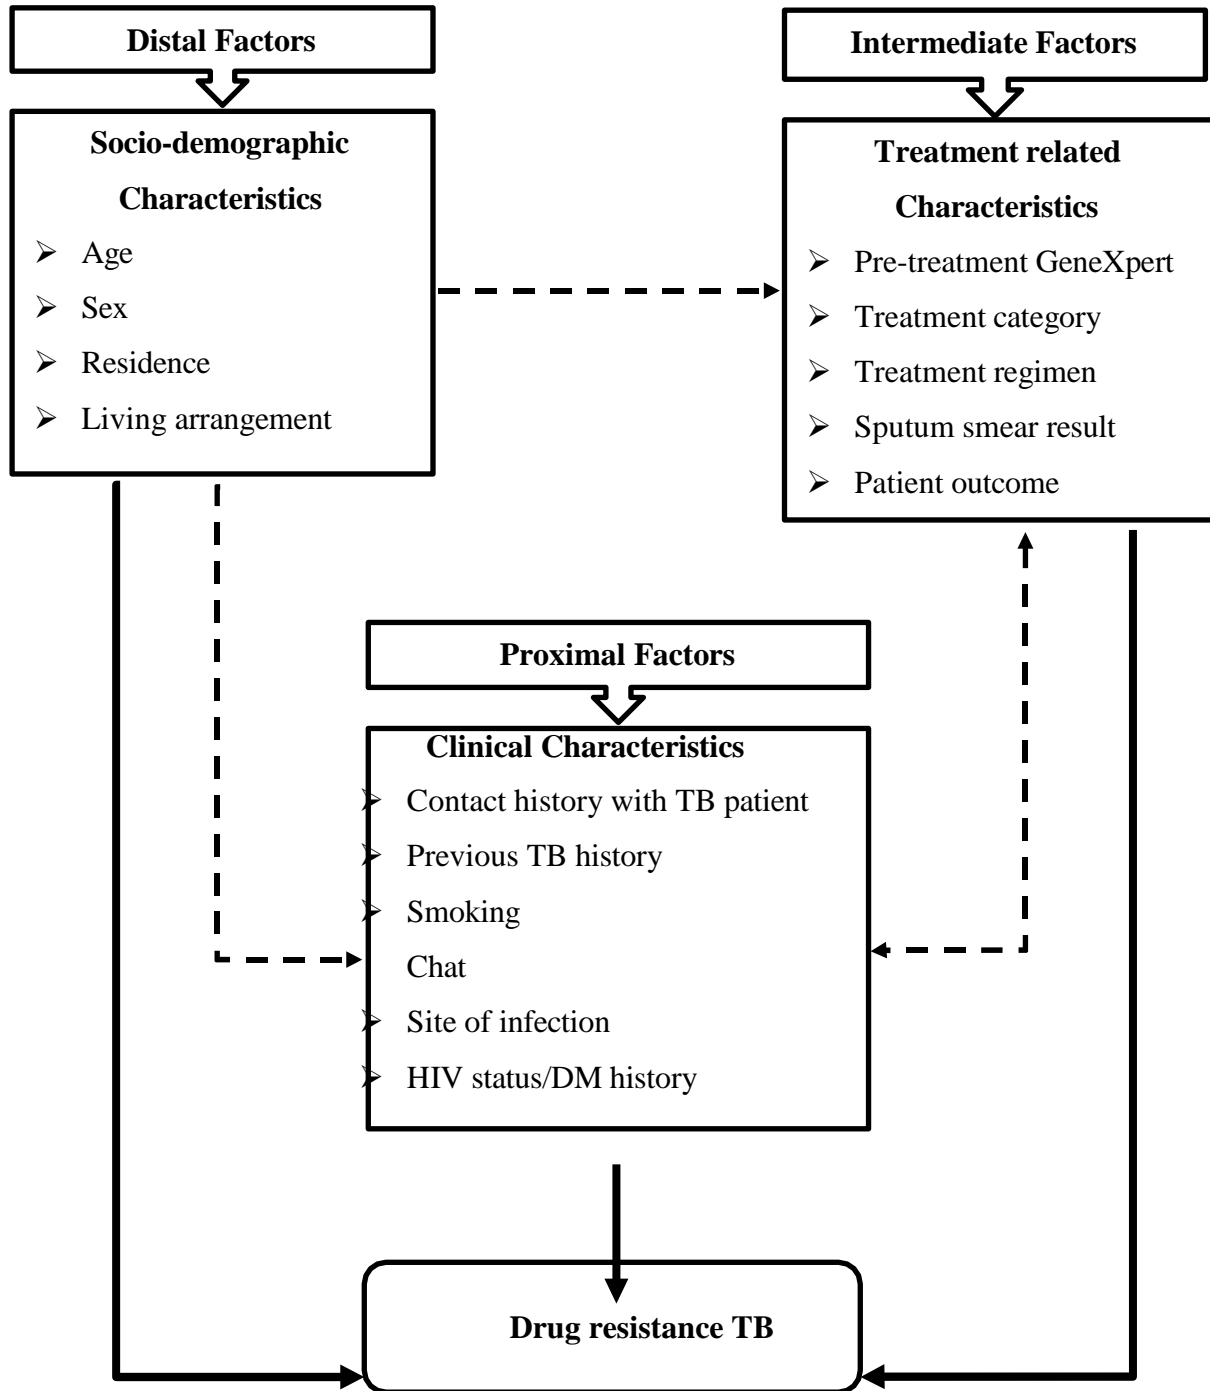 Distal Factors
Socio-demographic
Characteristics
➢ Age
➢ Sex
➢ Residence
➢ Living arrangement
Intermediate Factors
Treatment related
Characteristics
➢ Pre-treatment GeneXpert
➢ Treatment category
➢ Treatment regimen
➢ Sputum smear result
➢ Patient outcome
Proximal Factors
Clinical Characteristics
➢ Contact history with TB patient
➢ Previous TB history
➢ Smoking
Chat
➢ Site of infection
➢ HIV status/DM history
Drug resistance TB